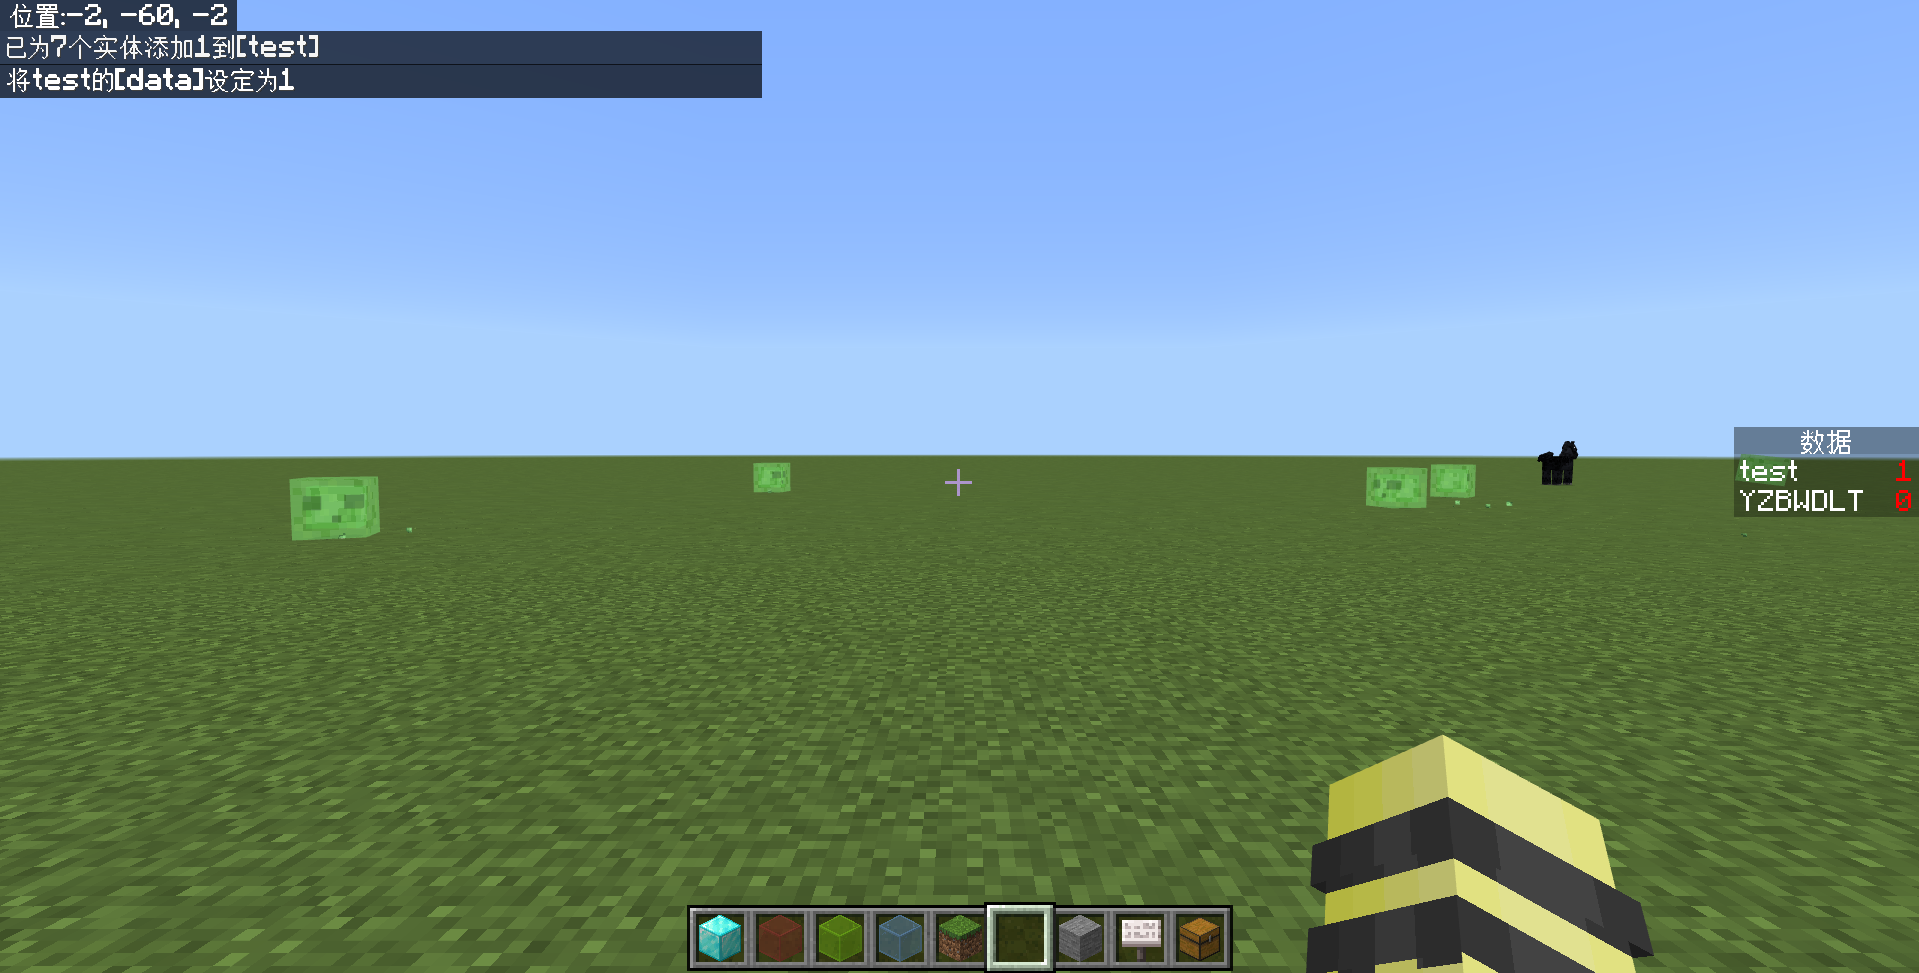 位置:-2, -60, -2
已为7个实体添加1到[test]
将test的[data]设定为1
数据
test 1
YZBWDLT 0